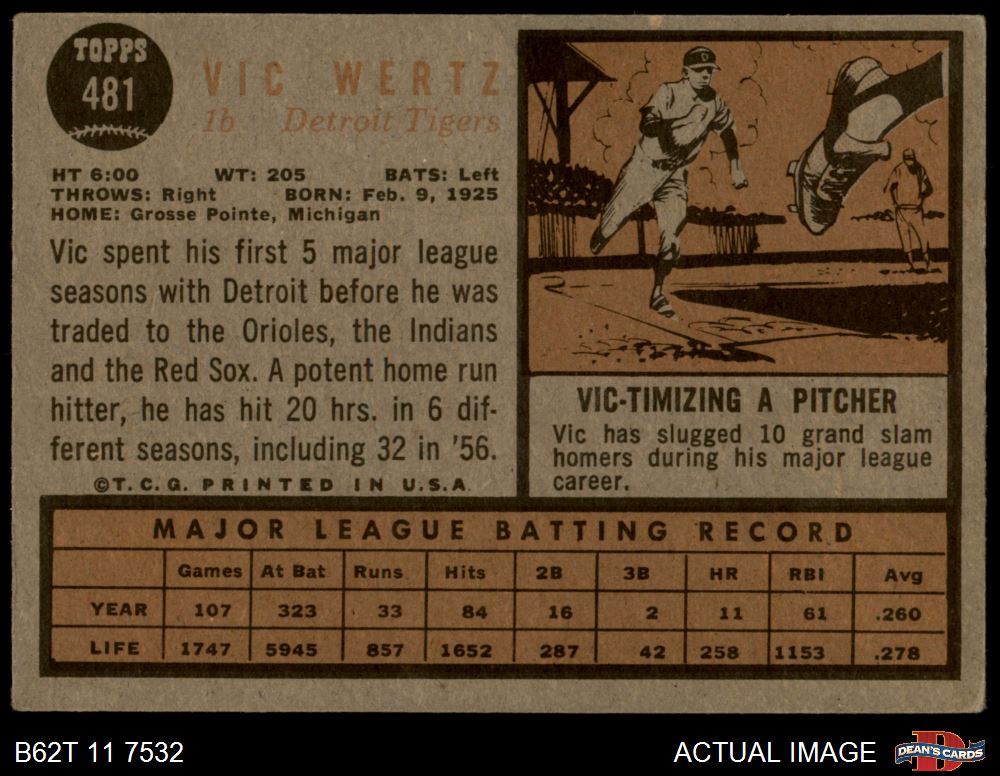 TOPPS
481
VIC WERTZ
1b Detroit Tigers
HT 6:00 WT: 205 BATS: Left
THROWS: Right BORN: Feb. 9, 1925
HOME: Grosse Pointe, Michigan
Vic spent his first 5 major league
seasons with Detroit before he was
traded to the Orioles, the Indians
and the Red Sox. A potent home run
hitter, he has hit 20 hrs. in 6 dif-
ferent seasons, including 32 in '56.
©T.C.G. PRINTED IN U.S.A.
D
VIC-TIMIZING A PITCHER
Vic has slugged 10 grand slam
homers during his major league
career.
MAJOR LEAGUE BATTING RECORD
Games At Bat Runs Hits 2B 3B HR RBI Avg
YEAR 107 323 33 84 16 2 11 61 .260
LIFE 1747 5945 857 1652 287 42 258 1153 .278
B62T 11 7532 ACTUAL IMAGE
D
DEAN'S CARDS